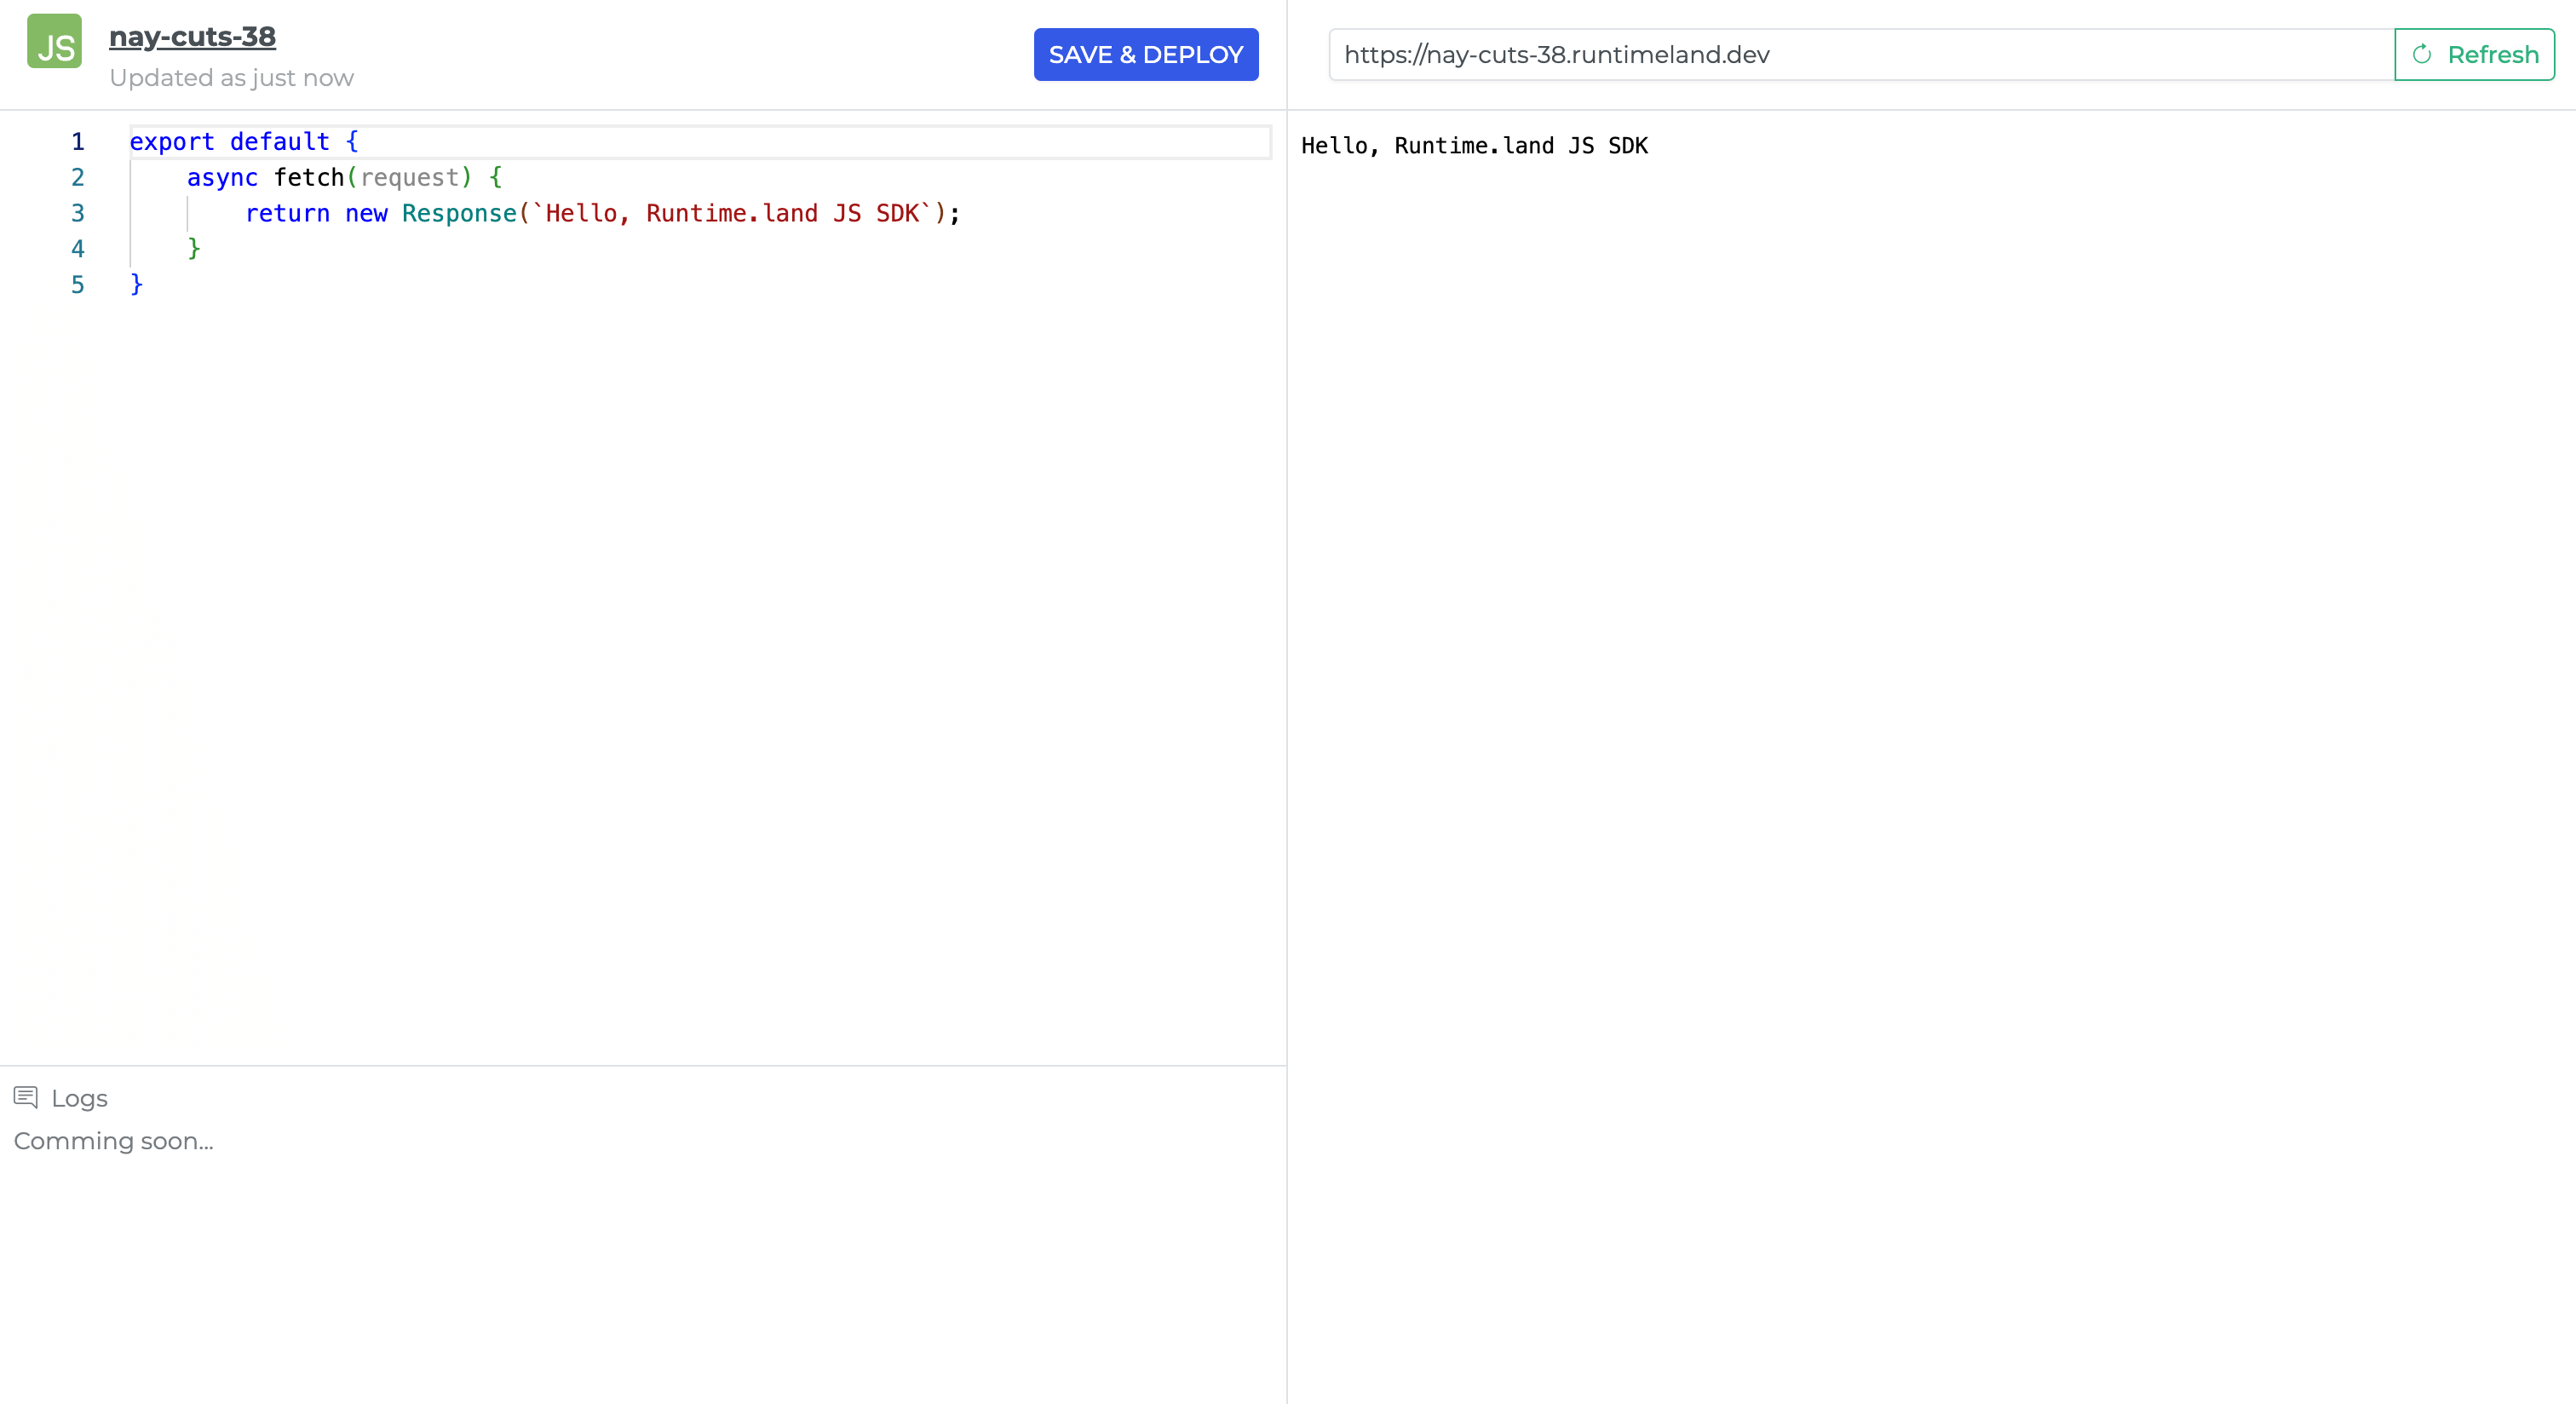 JS
nay-cuts-38
Updated as just now
SAVE & DEPLOY
https://nay-cuts-38.runtimeland.dev
Refresh
1 export default {
2     async fetch(request) {
3         return new Response(`Hello, Runtime.land JS SDK`);
4     }
5 }
Hello, Runtime.land JS SDK
Logs
Comming soon...